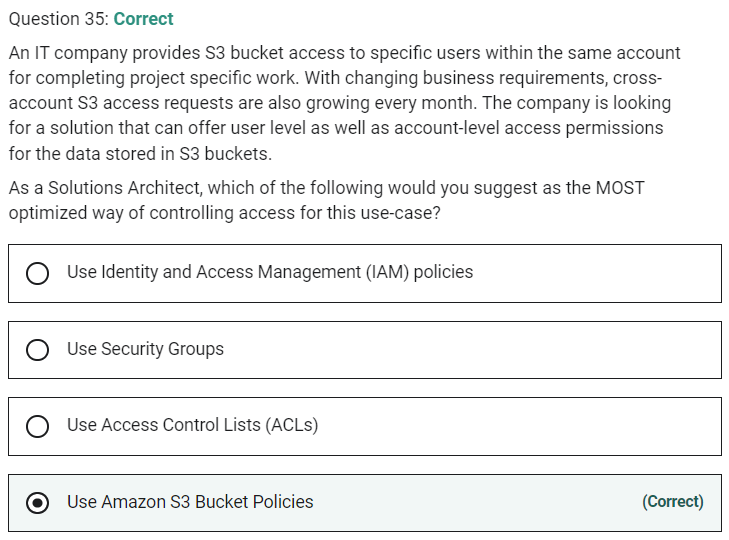 Question 35: Correct
An IT company provides S3 bucket access to specific users within the same account
for completing project specific work. With changing business requirements, cross-
account S3 access requests are also growing every month. The company is looking
for a solution that can offer user level as well as account-level access permissions
for the data stored in S3 buckets.
As a Solutions Architect, which of the following would you suggest as the MOST
optimized way of controlling access for this use-case?
Use Identity and Access Management (IAM) policies
Use Security Groups
Use Access Control Lists (ACLs)
Use Amazon S3 Bucket Policies (Correct)